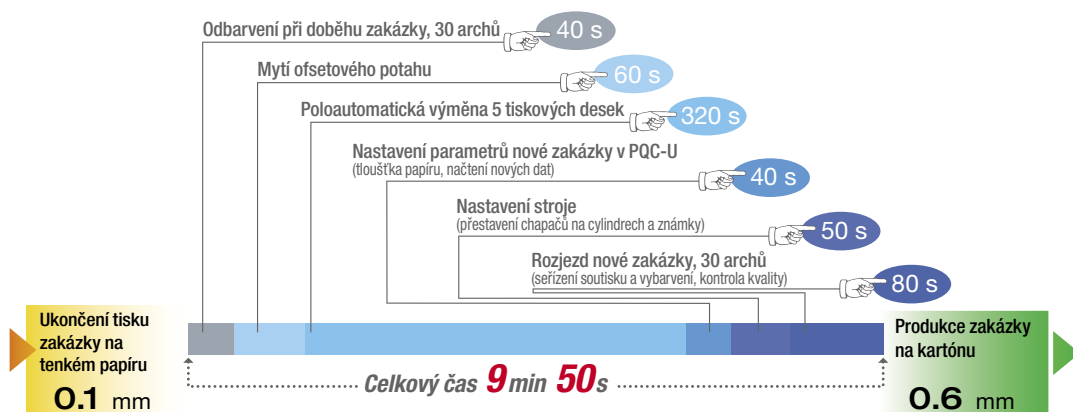 Odbarvení při doběhu zakázky, 30 archů
40 s
Mytí ofsetového potahu
60 s
Poloautomatická výměna 5 tiskových desek
320 s
Nastavení parametrů nové zakázky v PQC-U
(tloušťka papíru, načtení nových dat)
40 s
Nastavení stroje
(přestavení chapačů na cylindrech a známky)
50 s
Rozjezd nové zakázky, 30 archů
(seřízení soutisku a vybarvení, kontrola kvality)
80 s
Ukončení tisku
zakázky na
tenkém papíru
0.1 mm
Celkový čas 9 min 50 s
Produkce zakázky
na kartónu
0.6 mm